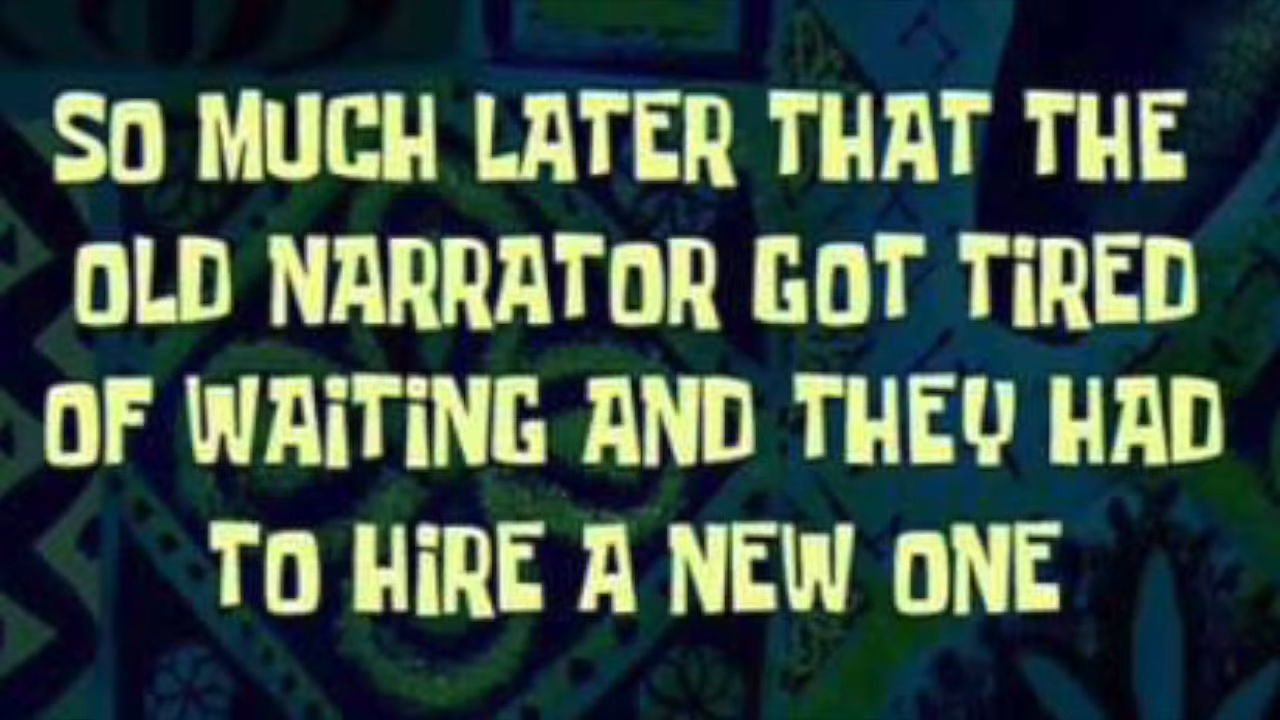 SO MUCH LATER THAT THE
OLD NARRATOR GOT TiRED
OF WAiTiNG AND THEY HAD
TO HiRE A NEW ONE